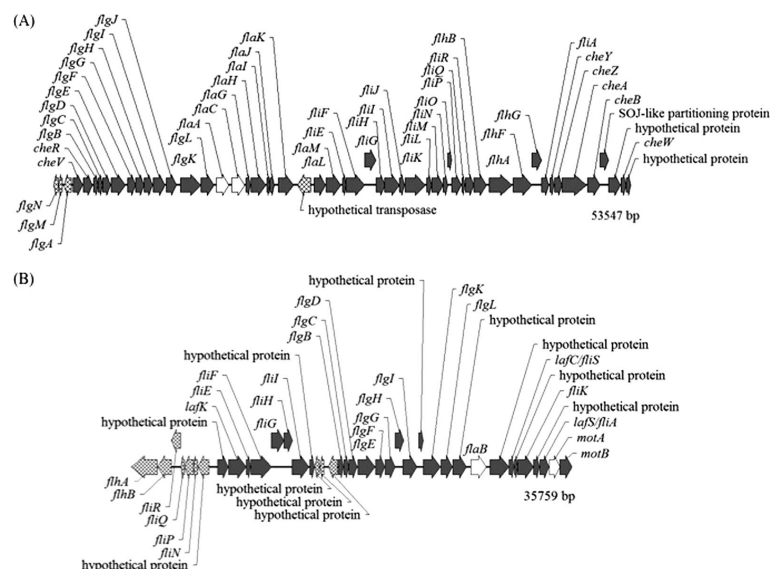 (A)
flgJ
flgI
flgH
flgG
flgF
flgE
flgD
flgC
flgB
cheR
cheV
flgN
flgM
flgA
flaK
flaJ
flaI
flaH
flaG
flaC
flaA
flgL
flgK
hypothetical transposase
fliJ
fliI
fliH
fliG
fliF
fliE
flaM
flaL
flhB
fliR
fliQ
fliP
fliO
fliN
fliM
fliL
fliK
flhG
flhF
flhA
fliA
cheY
cheZ
cheA
cheB
SOJ-like partitioning protein
hypothetical protein
cheW
hypothetical protein
53547 bp
(B)
hypothetical protein
flgD
flgC
flgB
hypothetical protein
fliI
fliH
fliG
fliF
fliE
lafK
hypothetical protein
flhA
flhB
fliR
fliQ
fliP
fliN
hypothetical protein
flgI
flgH
flgG
flgF
flgE
hypothetical protein
hypothetical protein
hypothetical protein
flgK
flgL
hypothetical protein
flaB
hypothetical protein
lafC/fliS
hypothetical protein
fliK
hypothetical protein
lafS/fliA
motA
motB
35759 bp